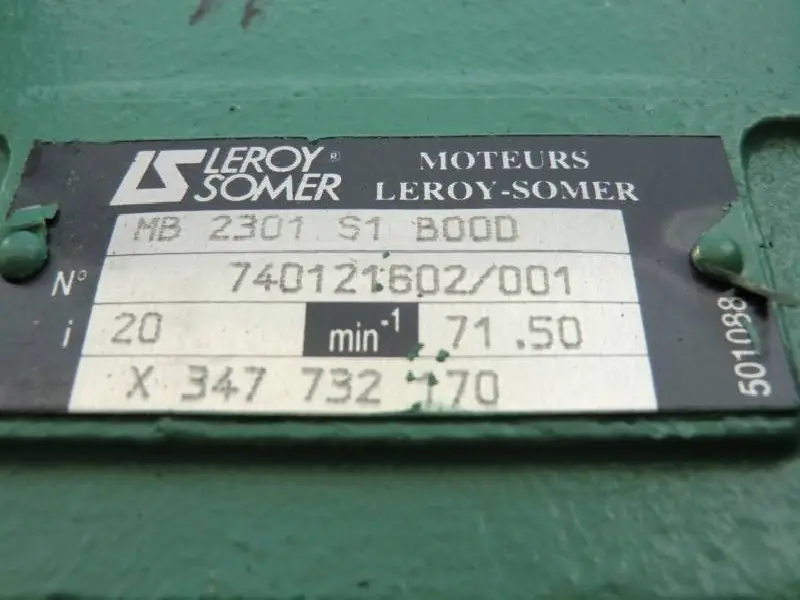 LS LEROY® SOMER
MOTEURS
LEROY-SOMER
MB 2301 S1 B00D
N° 740121602/001
i 20 min-1 71.50
X 347 732 170
501088